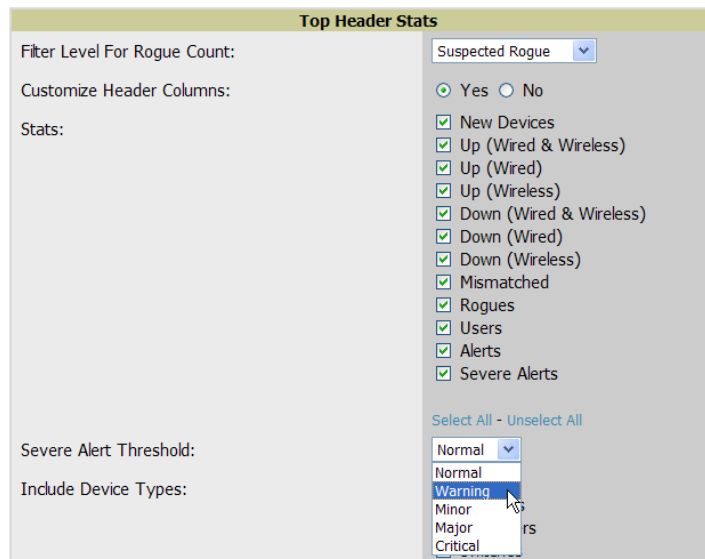 Top Header Stats
Filter Level For Rogue Count:
Suspected Rogue
Customize Header Columns:
Yes No
Stats:
New Devices
Up (Wired & Wireless)
Up (Wired)
Up (Wireless)
Down (Wired & Wireless)
Down (Wired)
Down (Wireless)
Mismatched
Rogues
Users
Alerts
Severe Alerts
Select All - Unselect All
Severe Alert Threshold:
Normal
Normal
Include Device Types:
Warning
Minor
Major
Critical